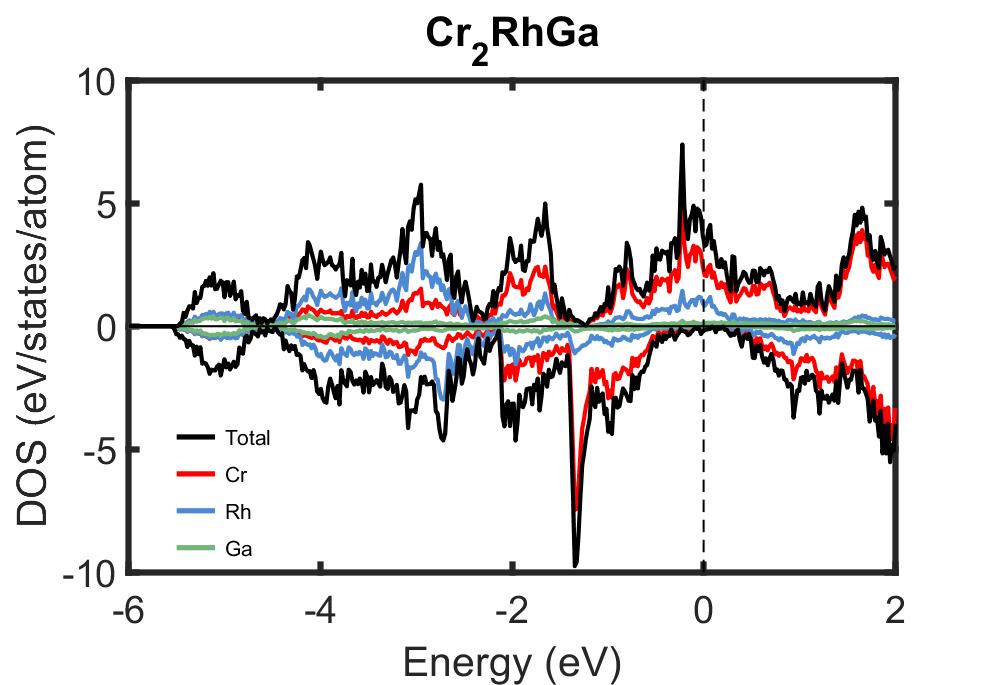 Cr2RhGa
10
5
0
-5
-10
DOS (eV/states/atom)
Total
Cr
Rh
Ga
-6 -4 -2 0 2
Energy (eV)